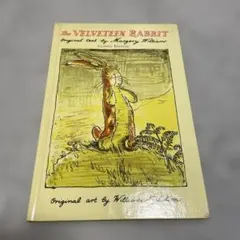 The VELVETEEN RABBIT
Original text by Margery Williams
Original art by William